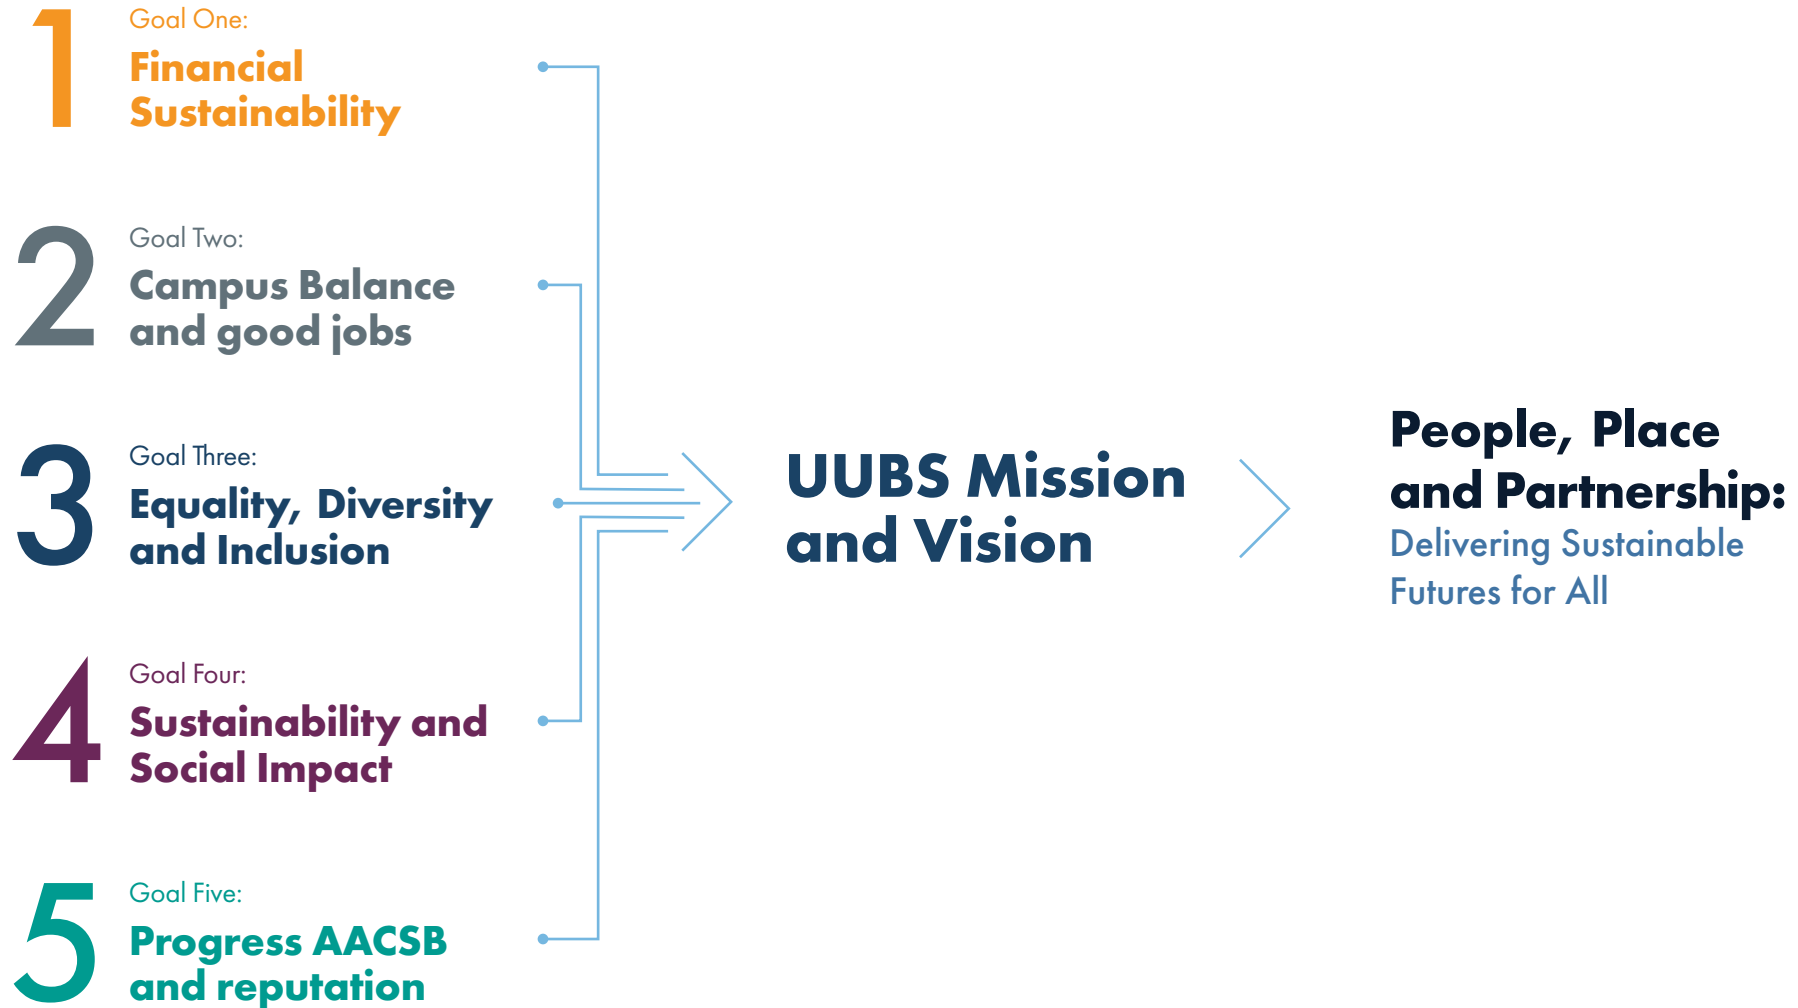 1
Goal One:
Financial
Sustainability
2
Goal Two:
Campus Balance
and good jobs
3
Goal Three:
Equality, Diversity
and Inclusion
4
Goal Four:
Sustainability and
Social Impact
5
Goal Five:
Progress AACSB
and reputation
UUBS Mission
and Vision
People, Place
and Partnership:
Delivering Sustainable
Futures for All